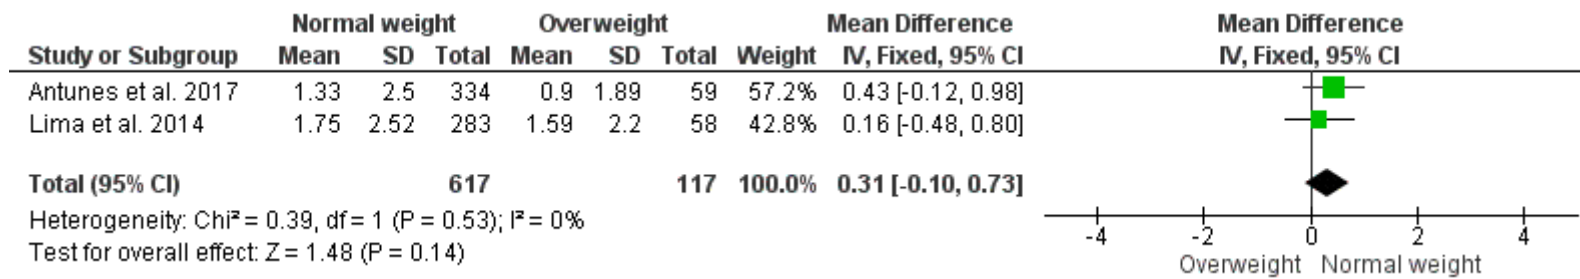 Normal weight Overweight Mean Difference Mean Difference
Study or Subgroup Mean SD Total Mean SD Total Weight IV, Fixed, 95% CI IV, Fixed, 95% CI
Antunes et al. 2017 1.33 2.5 334 0.9 1.89 59 57.2% 0.43 [-0.12, 0.98]
Lima et al. 2014 1.75 2.52 283 1.59 2.2 58 42.8% 0.16 [-0.48, 0.80]
Total (95% CI) 617 117 100.0% 0.31 [-0.10, 0.73]
Heterogeneity: Chi² = 0.39, df = 1 (P = 0.53); I² = 0%
Test for overall effect: Z = 1.48 (P = 0.14)
-4 -2 0 2 4
Overweight Normal weight